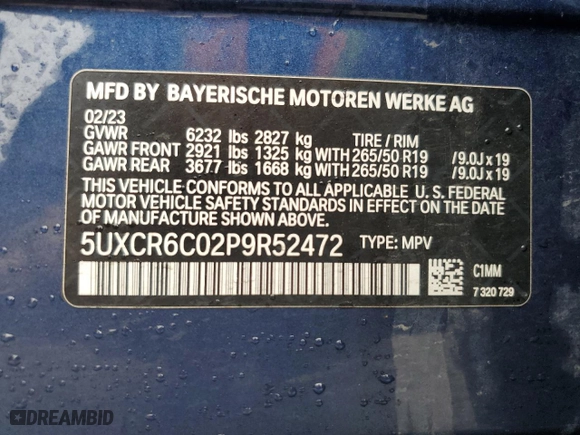 MFD BY BAYERISCHE MOTOREN WERKE AG
02/23
GVWR 6232 lbs 2827 kg TIRE / RIM
GAWR FRONT 2921 lbs 1325 kg WITH 265/50 R19 /9.0J x 19
GAWR REAR 3677 lbs 1668 kg WITH 265/50 R19 /9.0J x 19
THIS VEHICLE CONFORMS TO ALL APPLICABLE U. S. FEDERAL
MOTOR VEHICLE SAFETY STANDARDS IN EFFECT ON THE
DATE OF MANUFACTURE SHOWN ABOVE.
5UXCR6C02P9R52472 TYPE: MPV
C1MM
7 320 729
DREAMBID